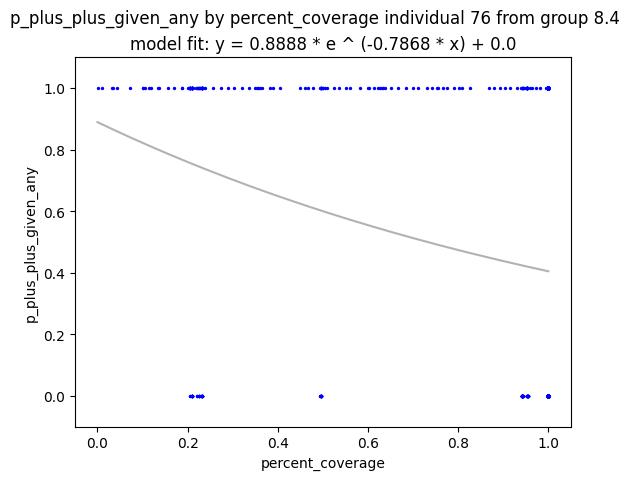 p_plus_plus_given_any by percent_coverage individual 76 from group 8.4
model fit: y = 0.8888 * e ^ (-0.7868 * x) + 0.0
1.0
0.8
0.6
0.4
0.2
0.0
p_plus_plus_given_any
0.0 0.2 0.4 0.6 0.8 1.0
percent_coverage